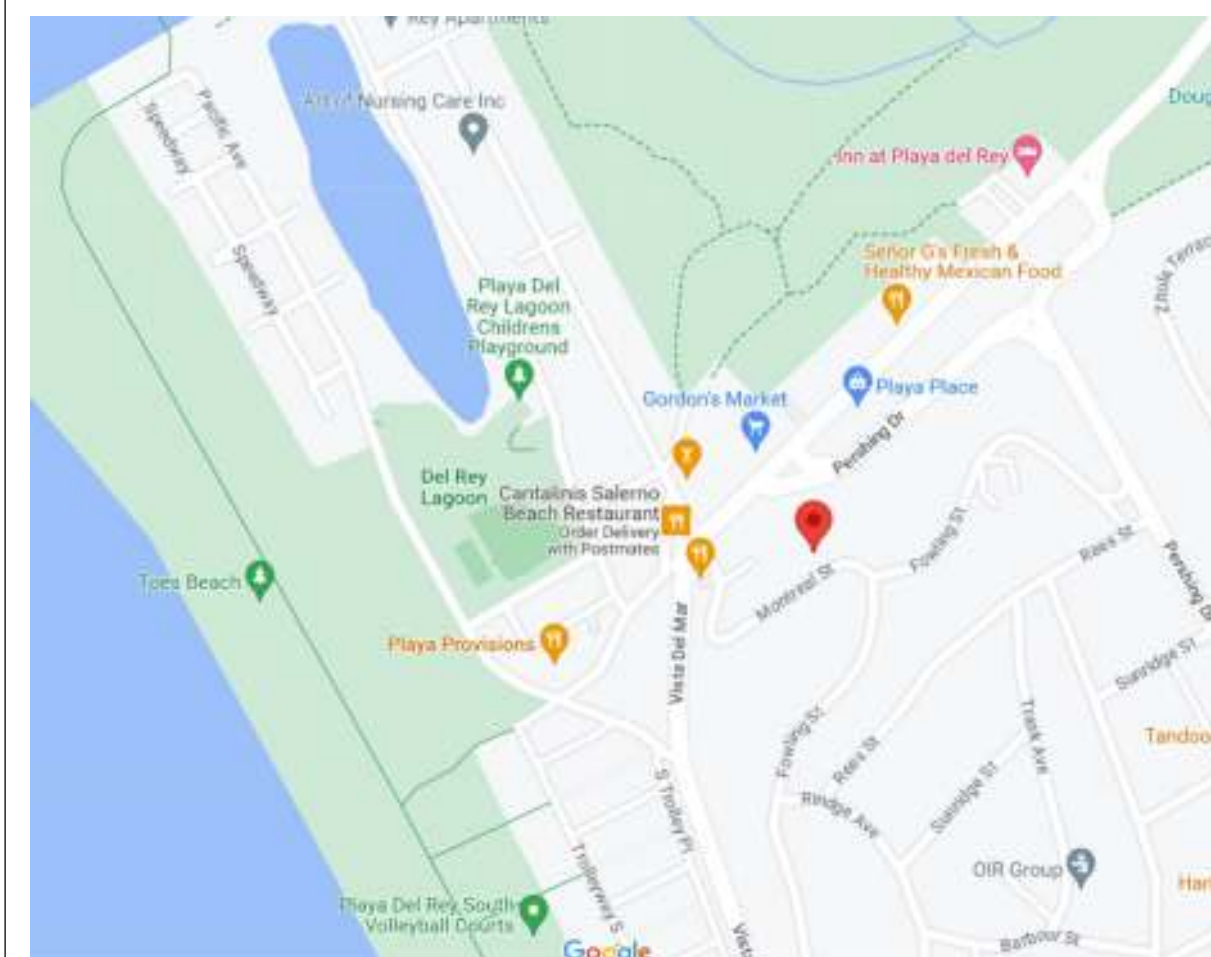 Rey Apartments
Art of Nursing Care Inc
Doug
Speedway
Pacific Ave
Inn at Playa del Rey
Speedway
Señor G's Fresh &
Healthy Mexican Food
Playa Del
Rey Lagoon
Childrens
Playground
Gordon's Market
Playa Place
Pershing Dr
Del Rey
Lagoon
Cantalinis Salerno
Beach Restaurant
Order Delivery
with Postmates
Fowling St
Rees St
Toes Beach
Montreal St
Pershing Dr
Playa Provisions
Vista Del Mar
Sunridge St
Fowling St
Rees St
Trask Ave
Tandoo
S Trolley Pl
Rindge Ave
Sunridge St
OIR Group
Trolleyway S
Har
Playa Del Rey South
Volleyball Courts
Vista
Barbour St
Google